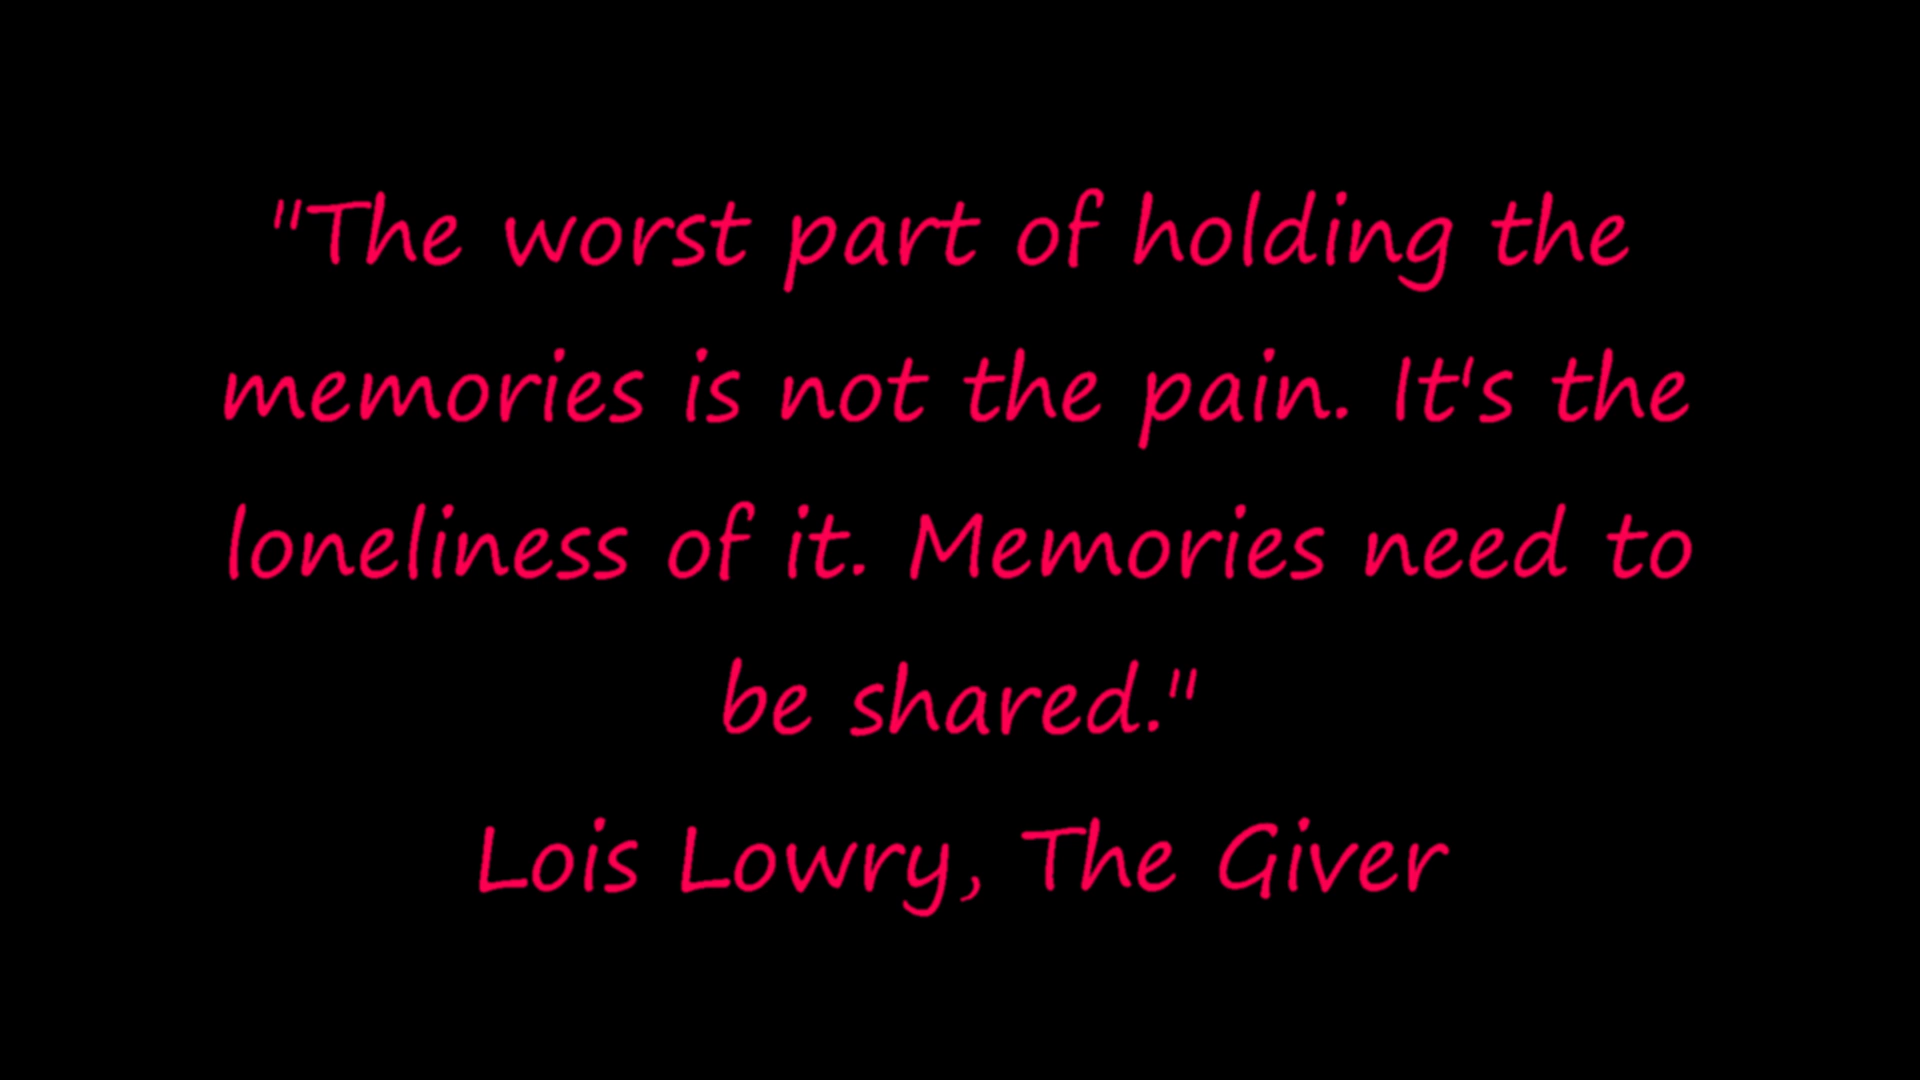 "The worst part of holding the
memories is not the pain. It's the
loneliness of it. Memories need to
be shared."
Lois Lowry, The Giver